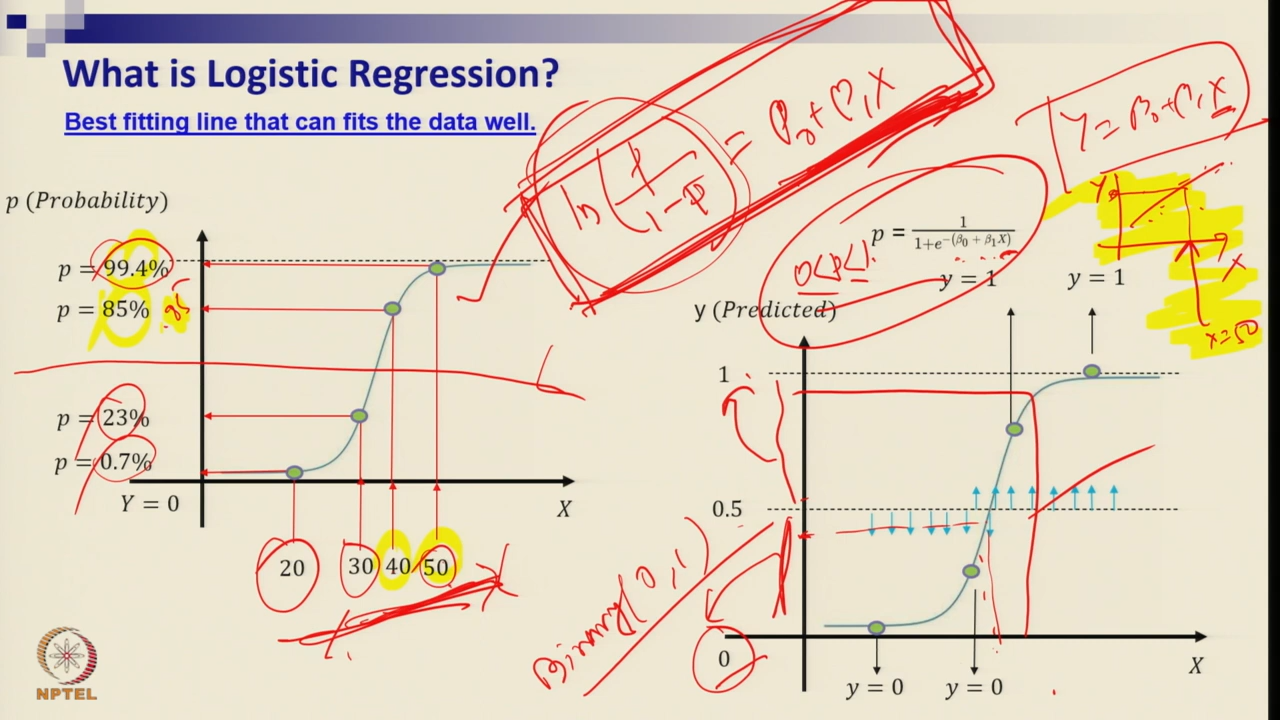 What is Logistic Regression?
Best fitting line that can fits the data well.
ln(p/1-p) = β₀+β₁X
Y = β₀+β₁X
Y
X
x=50
p (Probability)
p = 99.4%
p = 85%
.85
p = 23%
p = 0.7%
Y = 0
X
20 30 40 50
p = 1/1+e^−(β₀ + β₁X)
0<p<1
y = 1 y = 1
y (Predicted)
1
0.5
0
Binary(0,1)
X
y = 0 y = 0
NPTEL